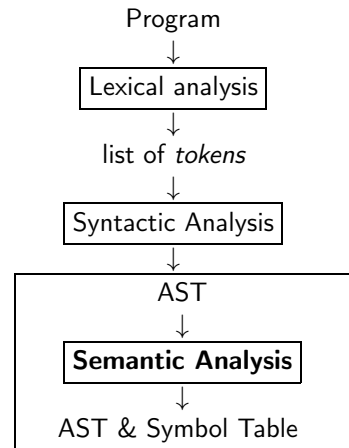 Program
Lexical analysis
list of tokens
Syntactic Analysis
AST
Semantic Analysis
AST & Symbol Table